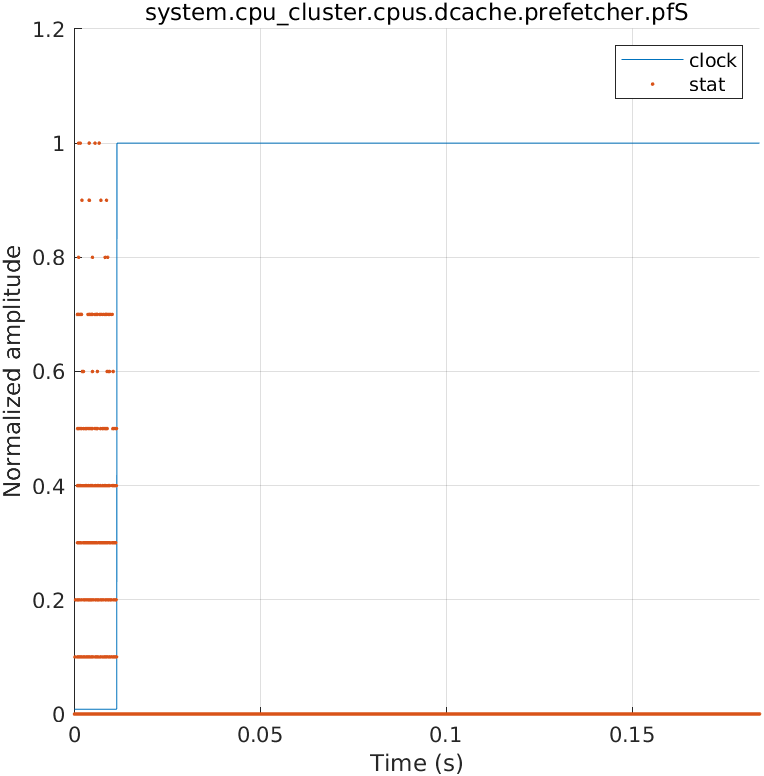 system.cpu_cluster.cpus.dcache.prefetcher.pfS
1.2
clock
stat
1
0.8
0.6
0.4
0.2
0
Normalized amplitude
0 0.05 0.1 0.15
Time (s)